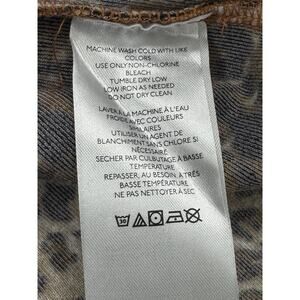 MACHINE WASH COLD WITH LIKE
COLORS
USE ONLY NON-CHLORINE
BLEACH
TUMBLE DRY LOW
LOW IRON AS NEEDED
DO NOT DRY CLEAN
LAVER À LA MACHINE À L'EAU
FROIDE AVEC COULEURS
SIMILAIRES
UTILISER UN AGENT DE
BLANCHIMENT SANS CHLORE SI
NÉCESSAIRE
SECHER PAR CULBUTAGE À BASSE
TEMPÉRATURE
REPASSER, AU BESOIN, À TRÈS
BASSE TEMPÉRATURE
NE PAS NETTOYER À SEC
30